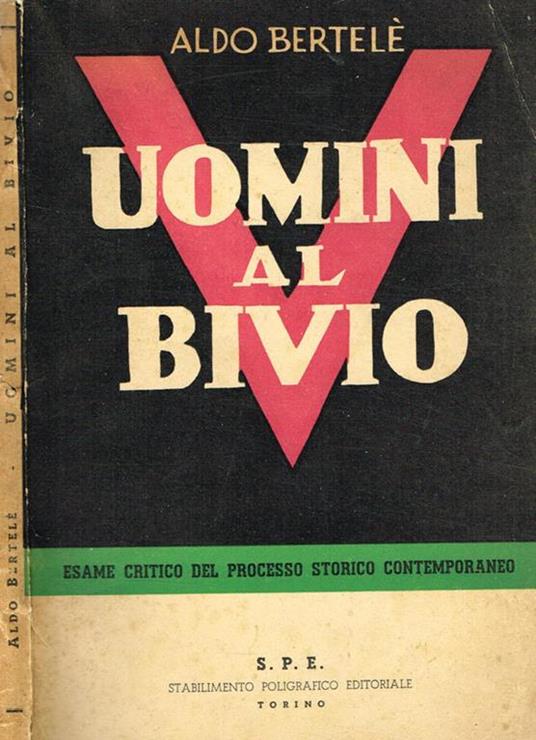 ALDO BERTELÈ
UOMINI
AL
BIVIO
ESAME CRITICO DEL PROCESSO STORICO CONTEMPORANEO
S. P. E.
STABILIMENTO POLIGRAFICO EDITORIALE
TORINO
ALDO BERTELÈ - UOMINI AL BIVIO